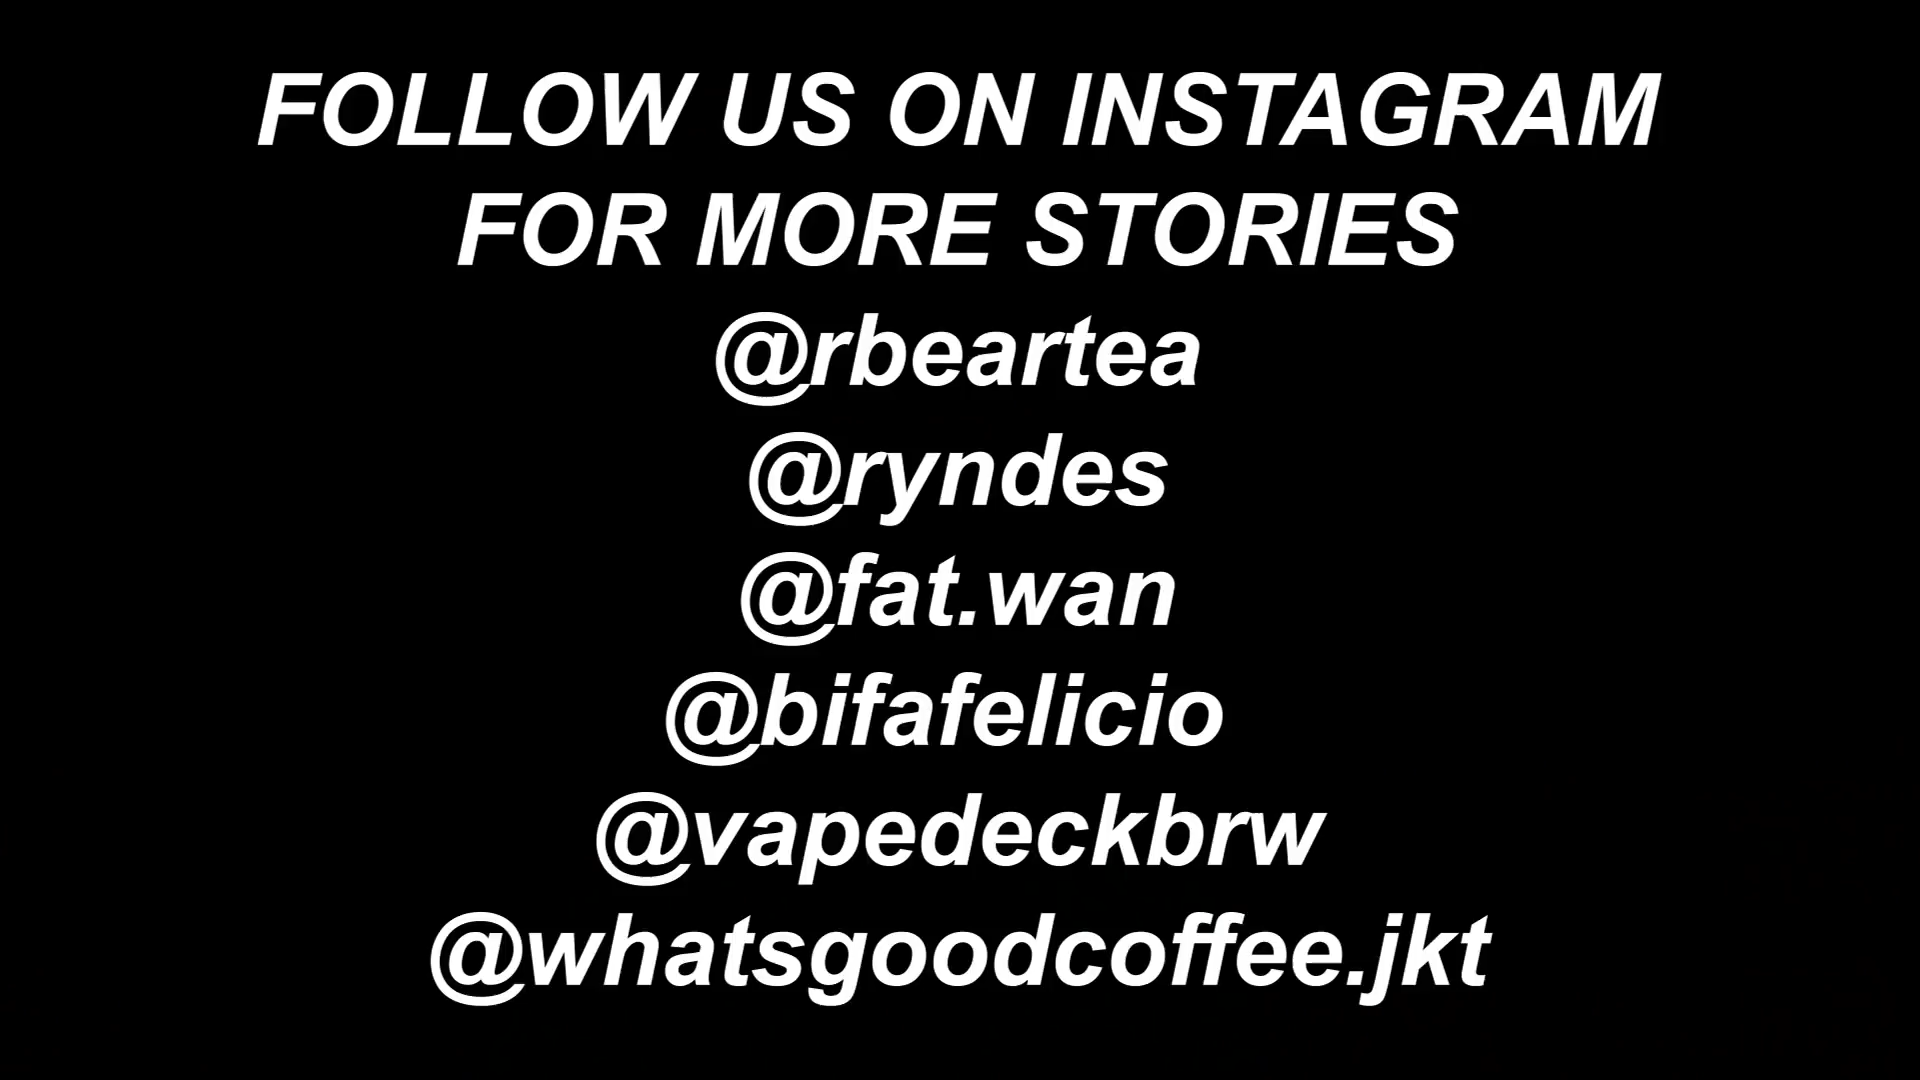 FOLLOW US ON INSTAGRAM
FOR MORE STORIES
@rbeartea
@ryndes
@fat.wan
@bifafelicio
@vapedeckbrw
@whatsgoodcoffee.jkt